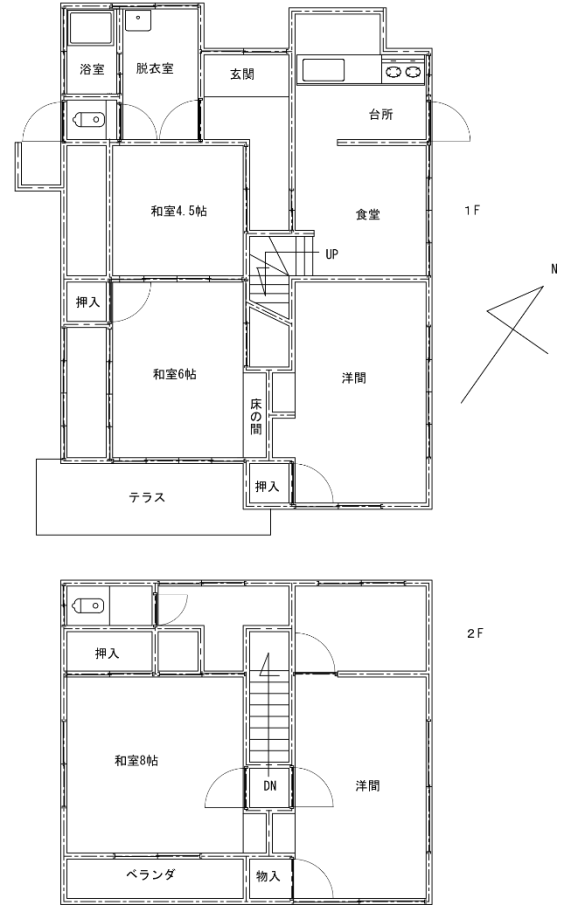 浴室
脱衣室
玄関
台所
和室4.5帖
食堂
1F
UP
N
押入
和室6帖
洋間
床の間
押入
テラス
2F
押入
和室8帖
DN
洋間
ベランダ
物入